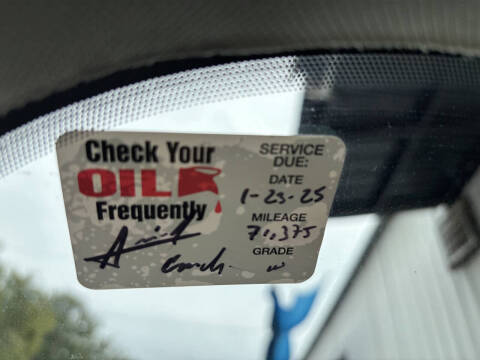 Check Your
OIL
Frequently
SERVICE
DUE:
DATE
1-23-25
MILEAGE
71,375
GRADE